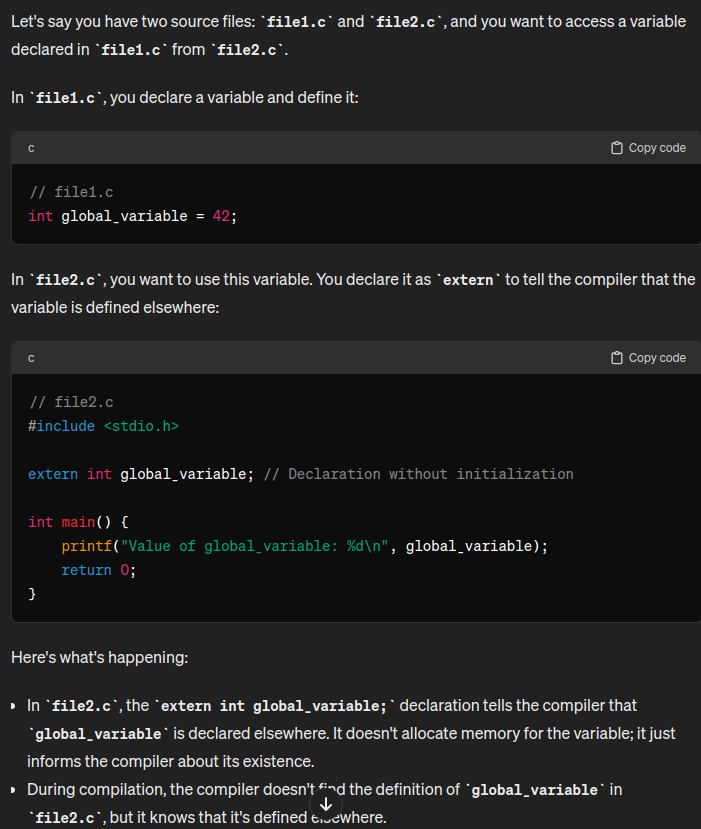 Let's say you have two source files: `file1.c` and `file2.c`, and you want to access a variable
declared in `file1.c` from `file2.c`.
In `file1.c`, you declare a variable and define it:
c
Copy code
// file1.c
int global_variable = 42;
In `file2.c`, you want to use this variable. You declare it as `extern` to tell the compiler that the
variable is defined elsewhere:
c
Copy code
// file2.c
#include <stdio.h>
extern int global_variable; // Declaration without initialization
int main() {
    printf("Value of global_variable: %d\n", global_variable);
    return 0;
}
Here's what's happening:
• In `file2.c`, the `extern int global_variable;` declaration tells the compiler that
`global_variable` is declared elsewhere. It doesn't allocate memory for the variable; it just
informs the compiler about its existence.
• During compilation, the compiler doesn't find the definition of `global_variable` in
`file2.c`, but it knows that it's defined elsewhere.